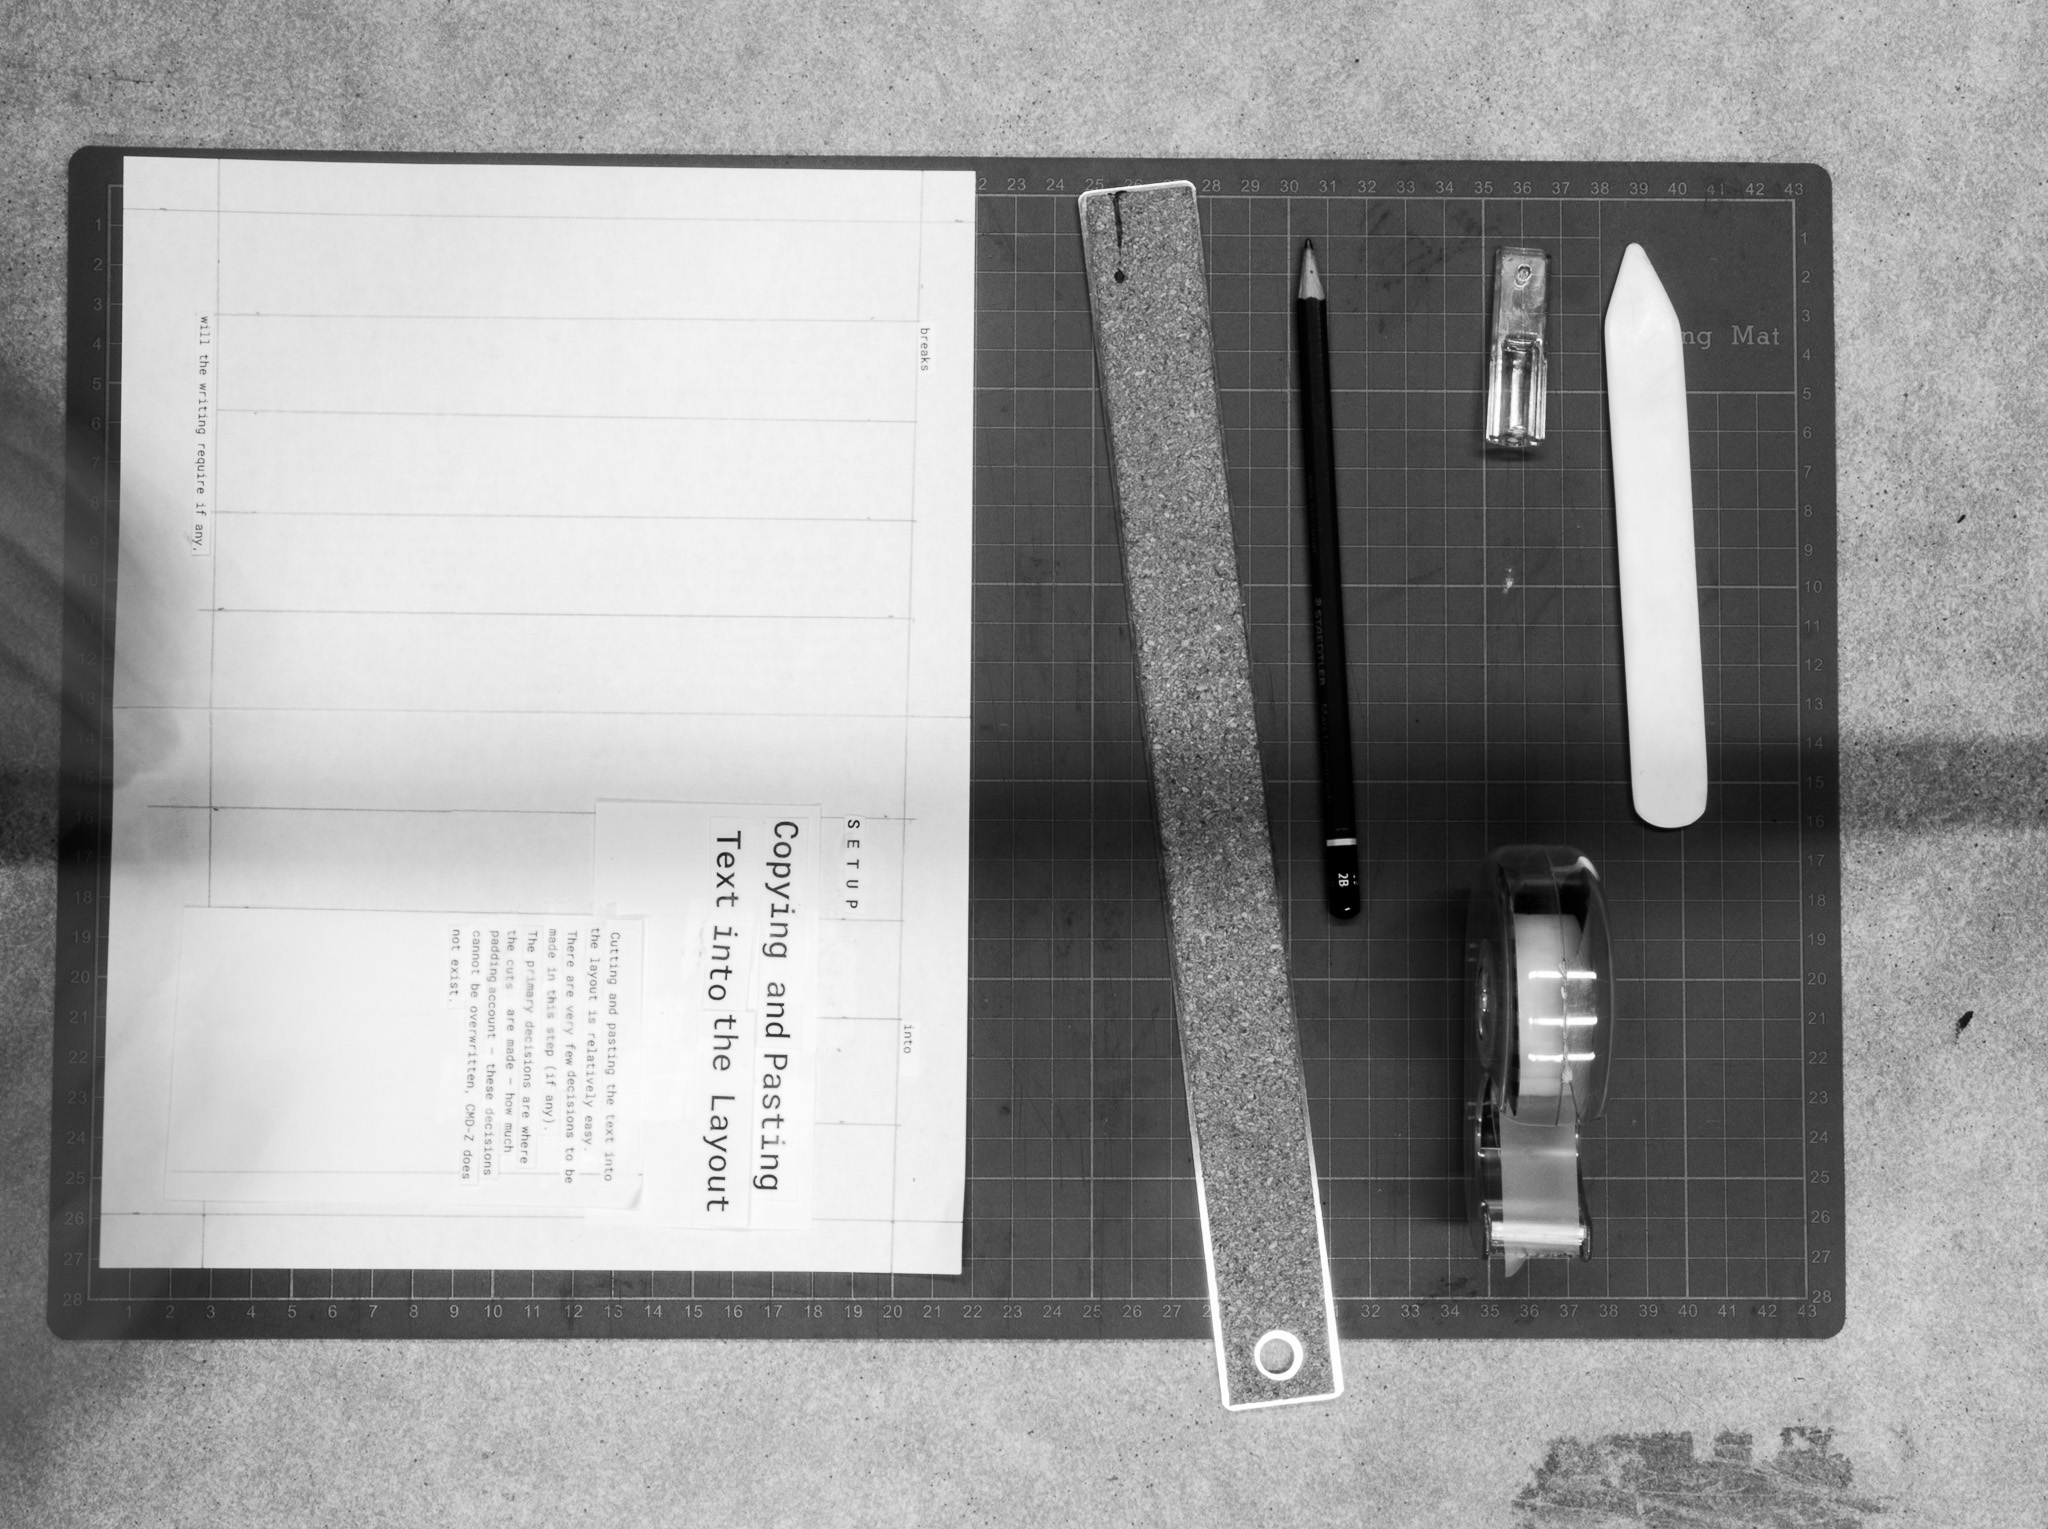 SETUP
Copying and Pasting
Text into the Layout
Cutting and pasting the text into
the layout is relatively easy.
There are very few decisions to be
made in this step (if any).
The primary decisions are where
the cuts are made – how much
padding account – these decisions
cannot be overwritten, CMD-Z does
not exist.
into
breaks
will the writing require if any,
STAEDTLER
2B
ng Mat
22 23 24 25 26 28 29 30 31 32 33 34 35 36 37 38 39 40 41 42 43
1 2 3 4 5 6 7 8 9 10 11 12 13 14 15 16 17 18 19 20 21 22 23 24 25 26 27 28
1 2 3 4 5 6 7 8 9 10 11 12 13 14 15 16 17 18 19 20 21 22 23 24 25 26 27 28
1 2 3 4 5 6 7 8 9 10 11 12 13 14 15 16 17 18 19 20 21 22 23 24 25 26 27 31 32 33 34 35 36 37 38 39 40 41 42 43